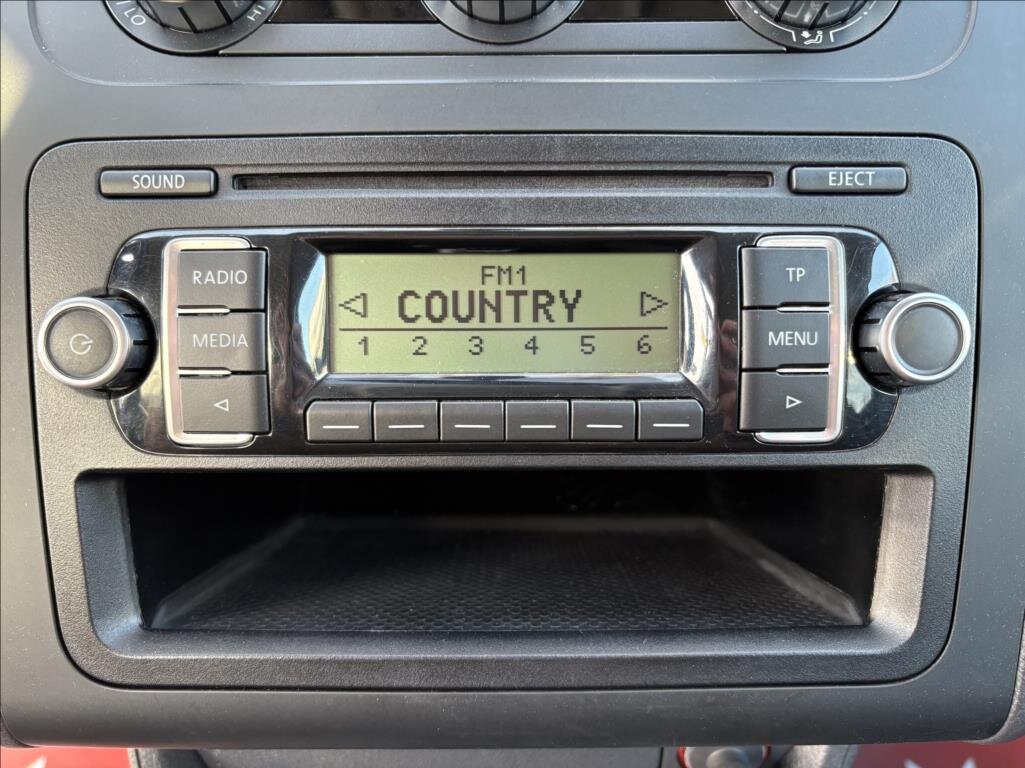 LO
HI
SOUND
EJECT
RADIO
FM1
TP
COUNTRY
MEDIA
1 2 3 4 5 6
MENU